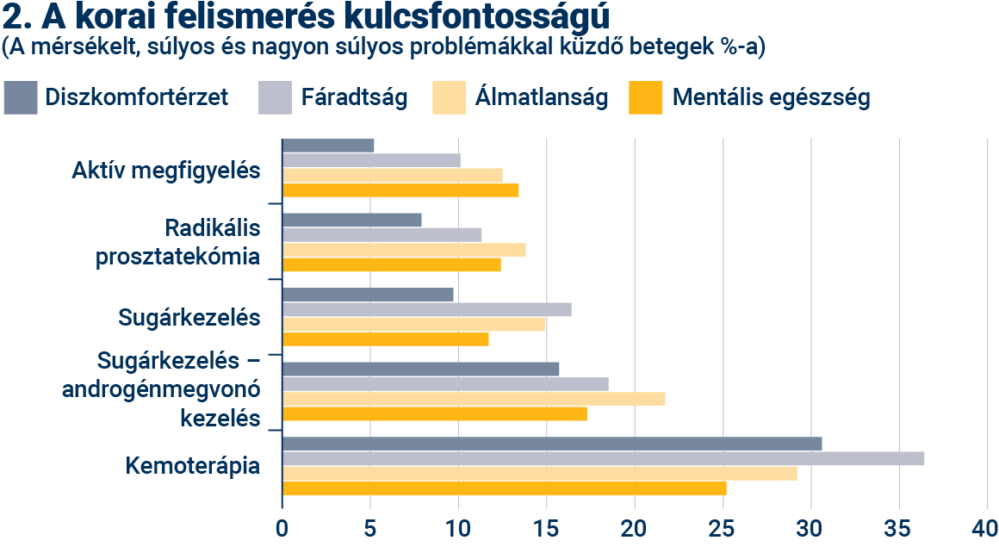 2. A korai felismerés kulcsfontosságú
(A mérsékelt, súlyos és nagyon súlyos problémákkal küzdő betegek %-a)
Diszkomfortérzet Fáradtság Álmatlanság Mentális egészség
Aktív megfigyelés
Radikális
prosztatekómia
Sugárkezelés
Sugárkezelés –
androgénmegvonó
kezelés
Kemoterápia
0 5 10 15 20 25 30 35 40